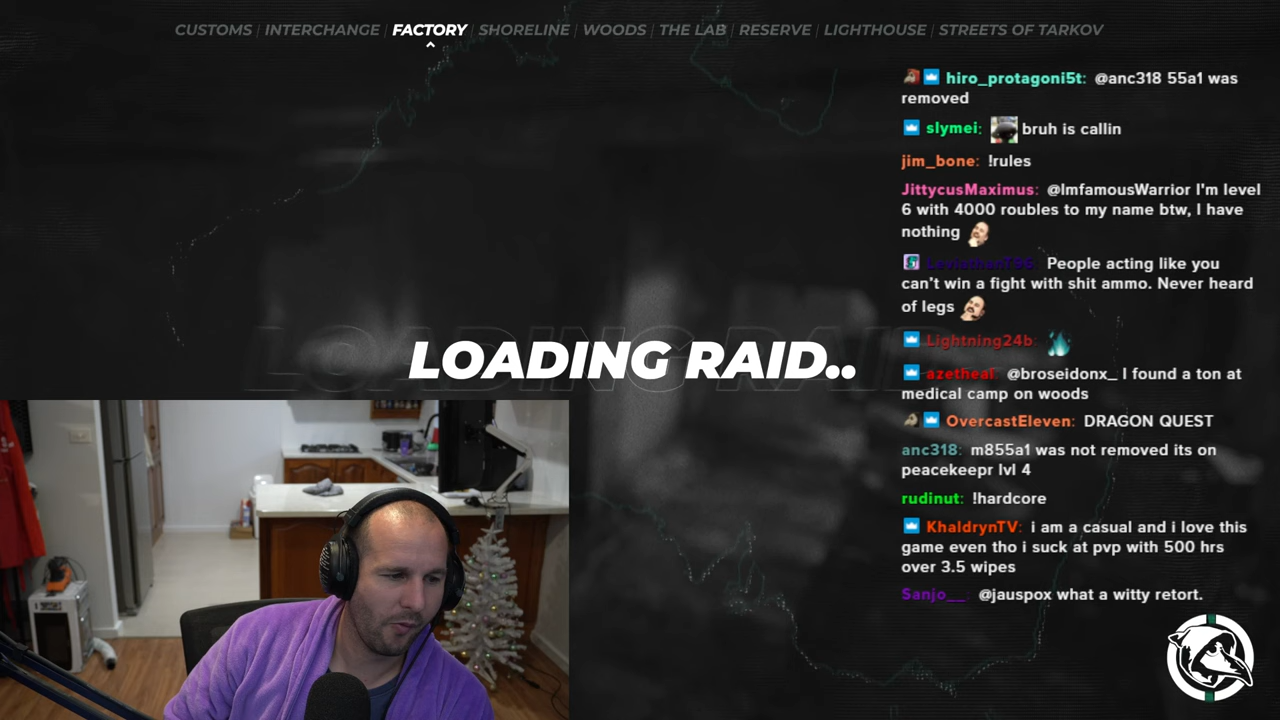 CUSTOMS | INTERCHANGE | FACTORY | SHORELINE | WOODS | THE LAB | RESERVE | LIGHTHOUSE | STREETS OF TARKOV
hiro_protagoni5t: @anc318 55a1 was
removed
slymei: bruh is callin
jim_bone: !rules
JittycusMaximus: @ImfamousWarrior I'm level
6 with 4000 roubles to my name btw, I have
nothing
LeviathanT96: People acting like you
can't win a fight with shit ammo. Never heard
of legs
LOADING RAID..
Lightning24b:
azetheal: @broseidonx_ I found a ton at
medical camp on woods
OvercastEleven: DRAGON QUEST
anc318: m855a1 was not removed its on
peacekeepr lvl 4
rudinut: !hardcore
KhaldrynTV: i am a casual and i love this
game even tho i suck at pvp with 500 hrs
over 3.5 wipes
Sanjo__: @jauspox what a witty retort.